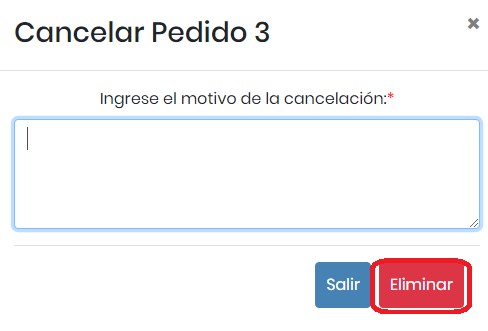 Cancelar Pedido 3
×
Ingrese el motivo de la cancelación:*
Salir
Eliminar